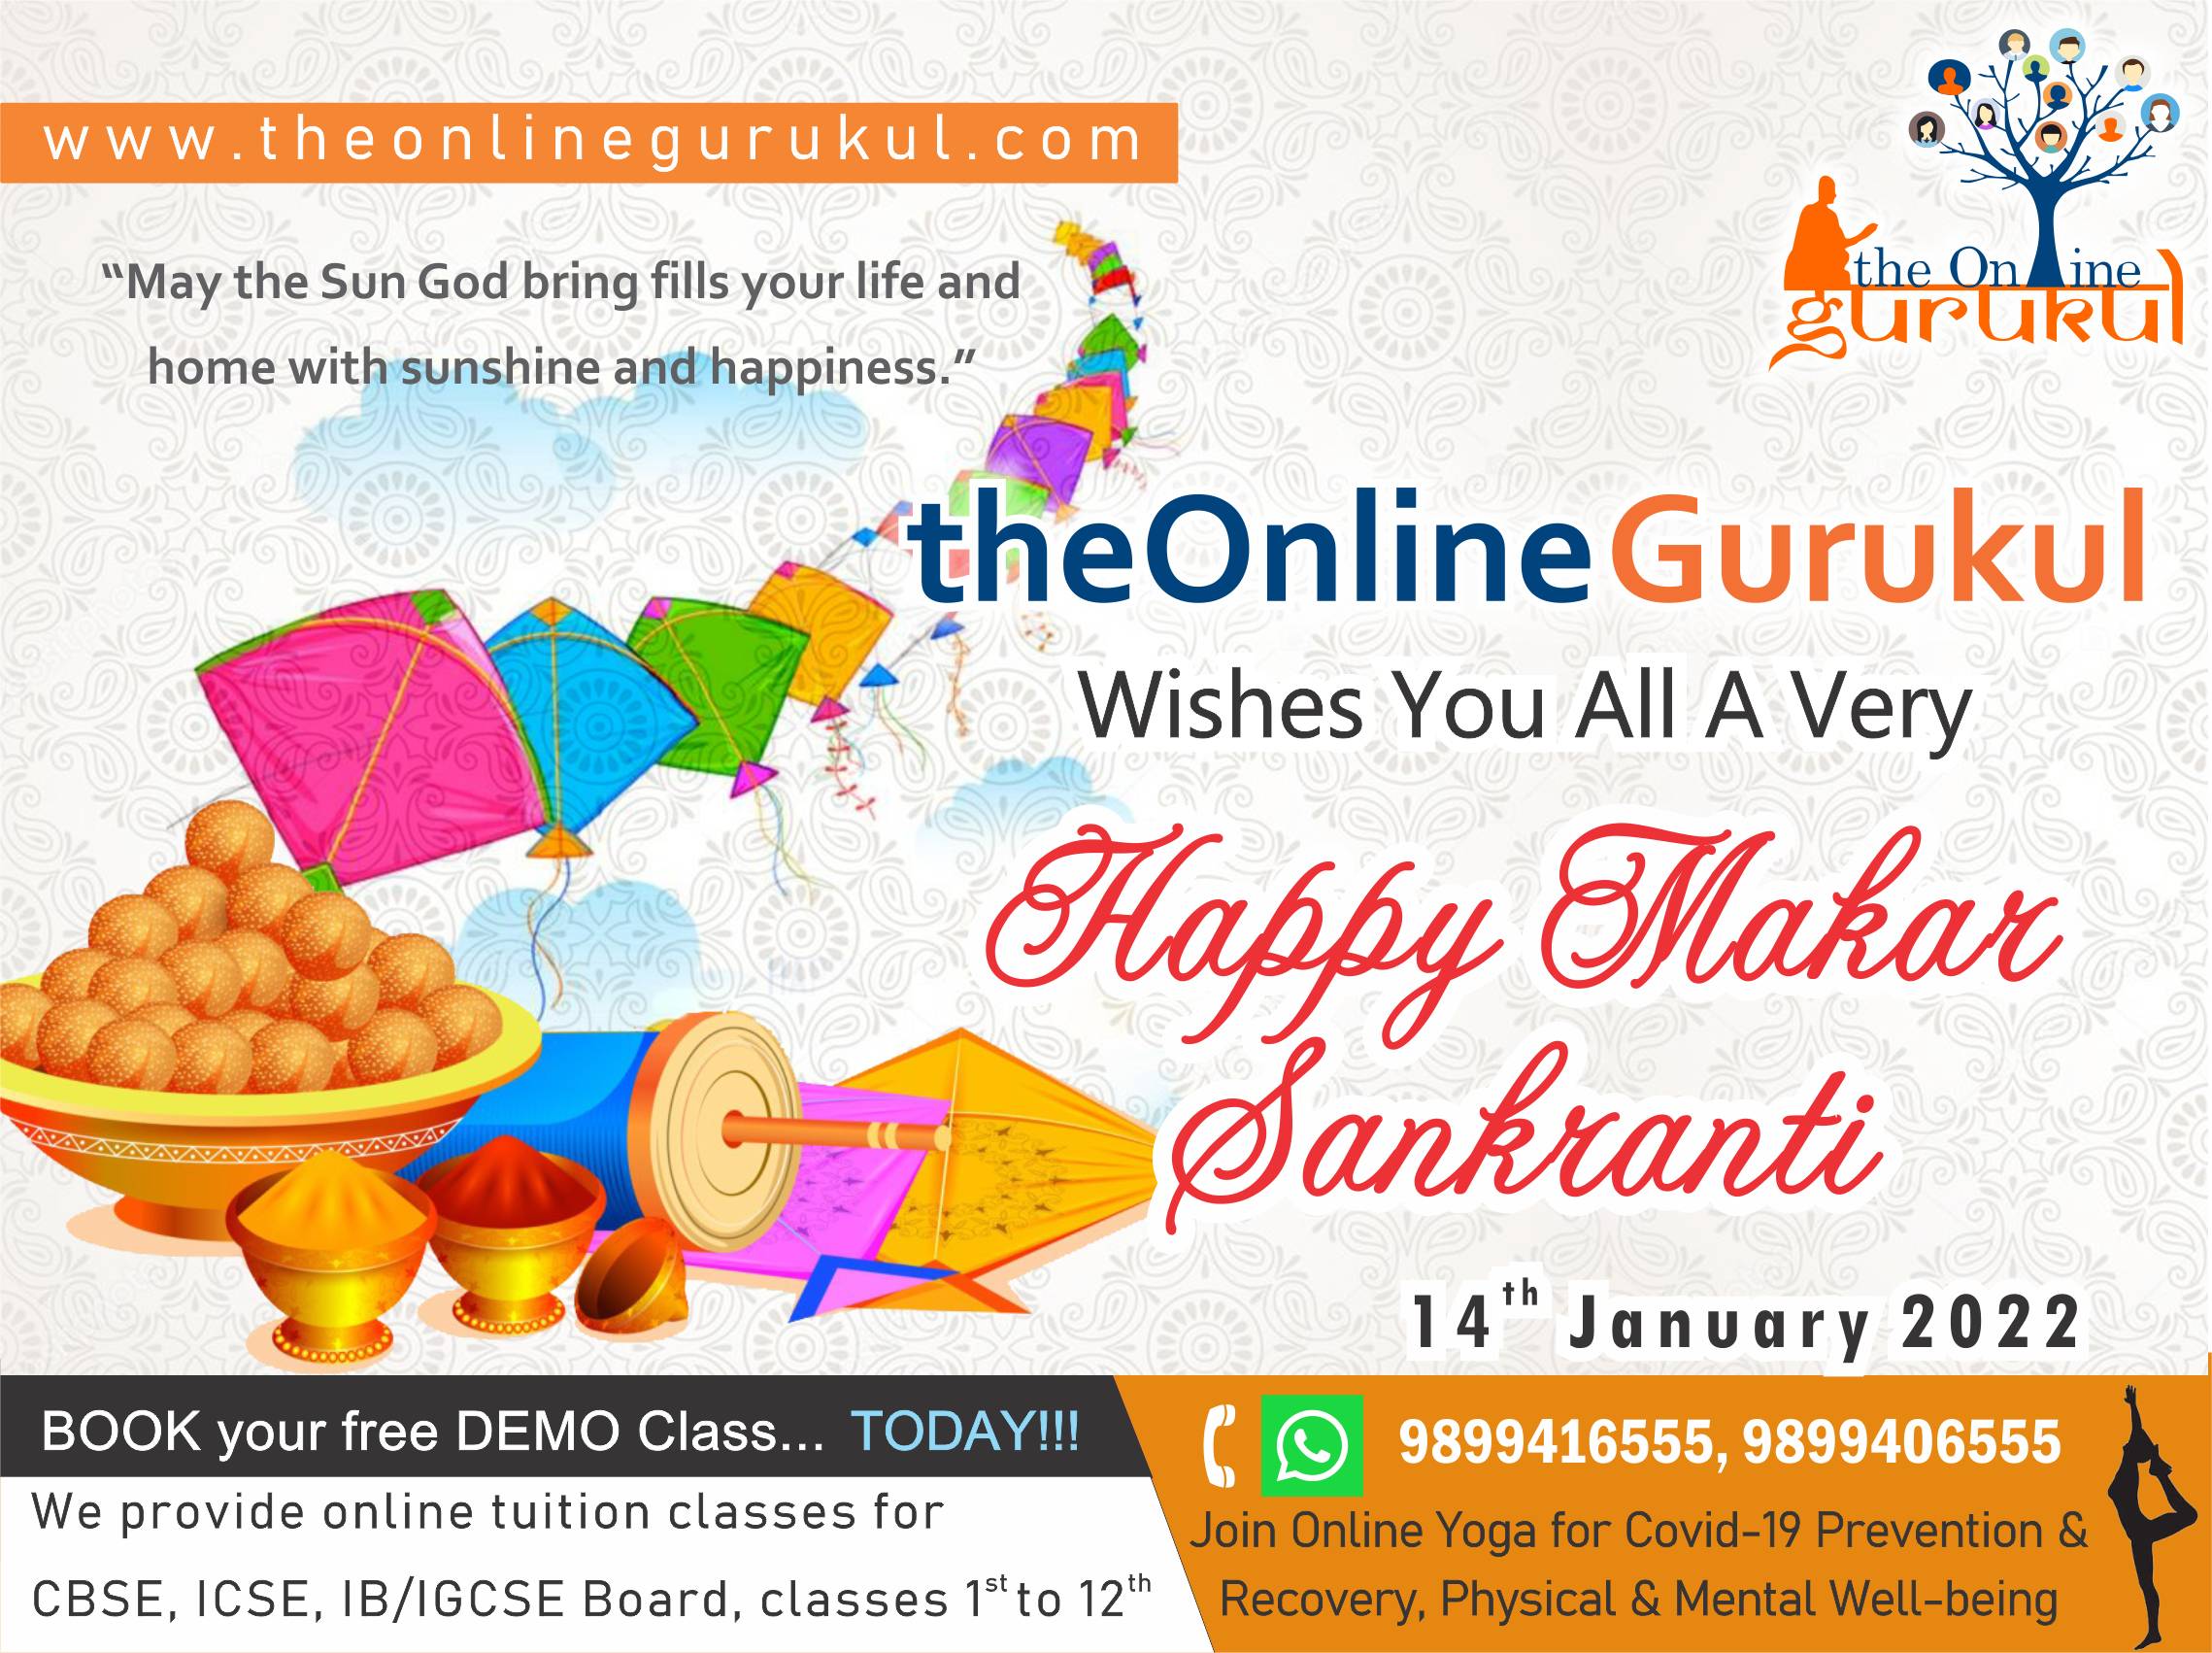 www.theonlinegurukul.com
“May the Sun God bring fills your life and
home with sunshine and happiness.”
the Online
gurukul
theOnlineGurukul
Wishes You All A Very
Happy Makar
Sankranti
14th January 2022
BOOK your free DEMO Class... TODAY!!!
We provide online tuition classes for
CBSE, ICSE, IB/IGCSE Board, classes 1st to 12th
9899416555, 9899406555
Join Online Yoga for Covid-19 Prevention &
Recovery, Physical & Mental Well-being